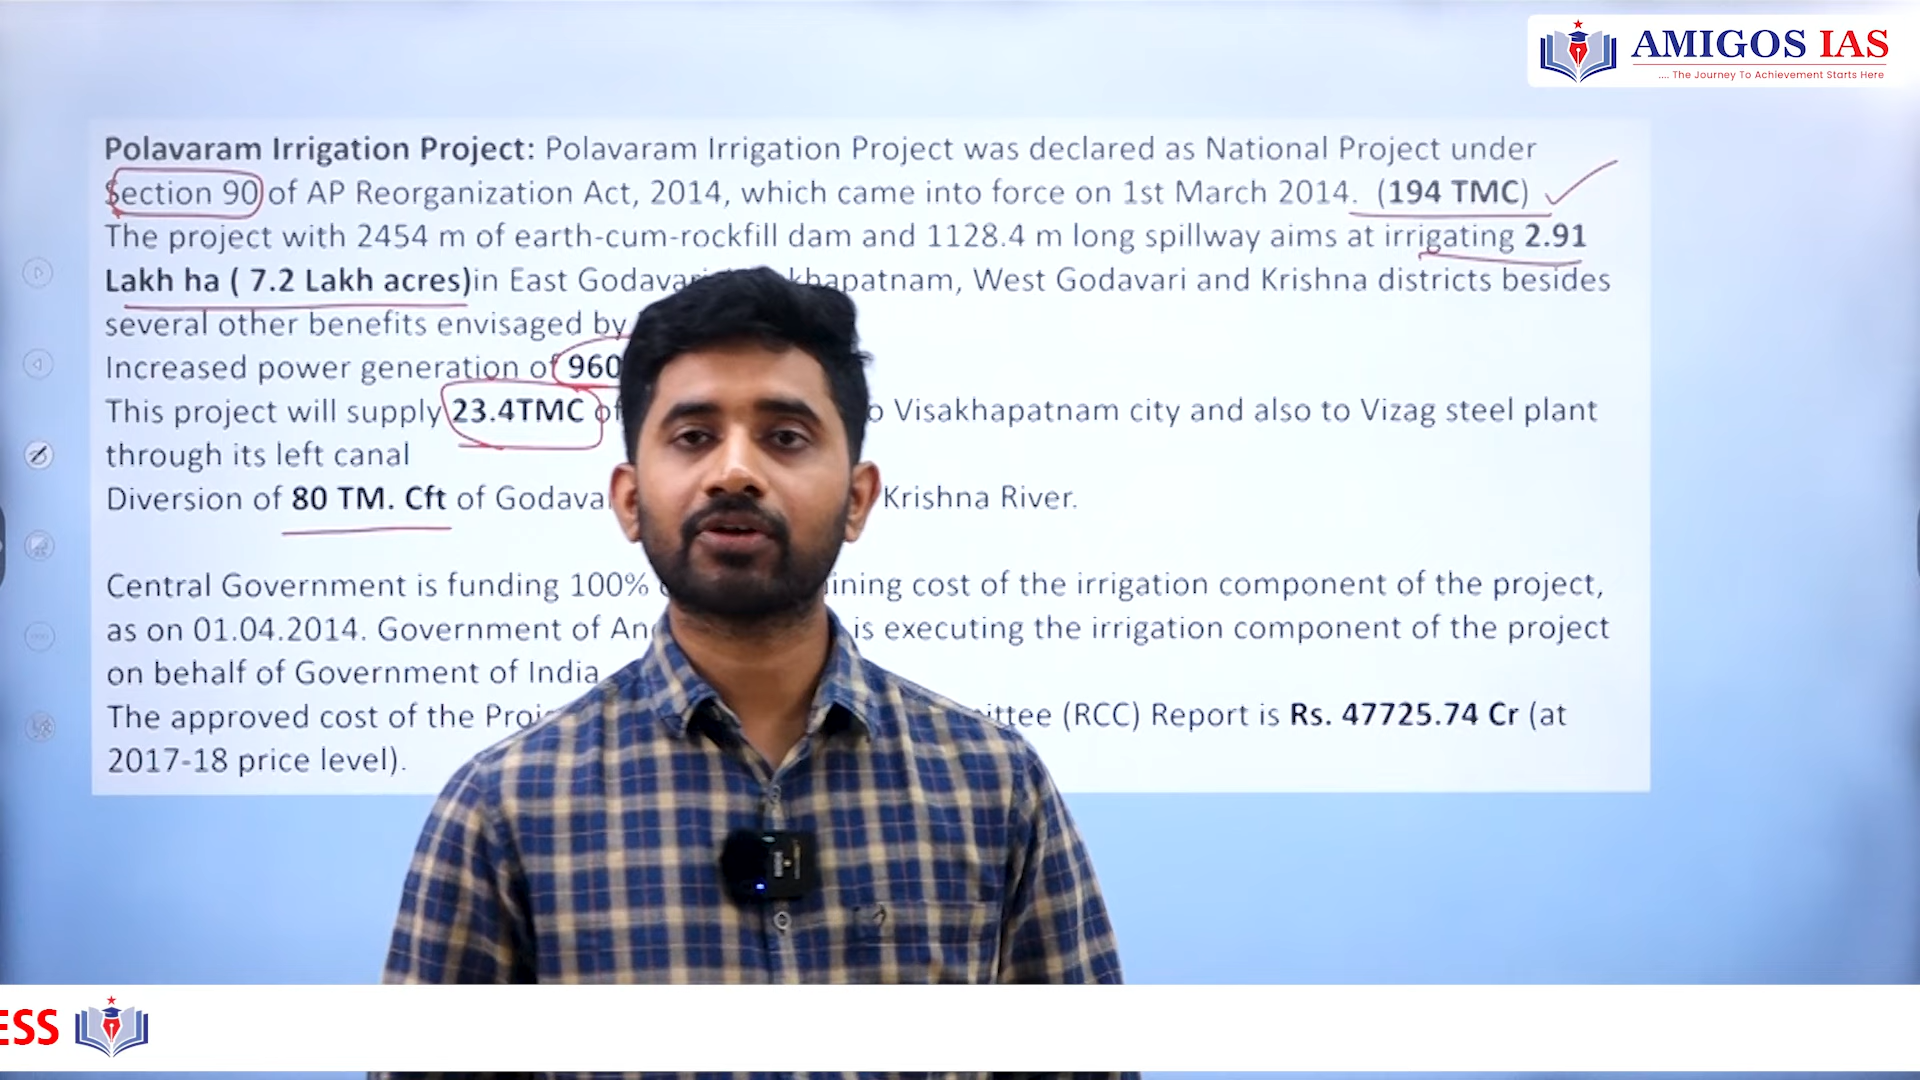 AMIGOS IAS
.... The Journey To Achievement Starts Here
Polavaram Irrigation Project: Polavaram Irrigation Project was declared as National Project under
Section 90 of AP Reorganization Act, 2014, which came into force on 1st March 2014. (194 TMC)
The project with 2454 m of earth-cum-rockfill dam and 1128.4 m long spillway aims at irrigating 2.91
Lakh ha ( 7.2 Lakh acres)in East Godavari khapatnam, West Godavari and Krishna districts besides
several other benefits envisaged by
Increased power generation of 960
This project will supply 23.4TMC of o Visakhapatnam city and also to Vizag steel plant
through its left canal
Diversion of 80 TM. Cft of Godava Krishna River.
Central Government is funding 100% ining cost of the irrigation component of the project,
as on 01.04.2014. Government of An is executing the irrigation component of the project
on behalf of Government of India
The approved cost of the Proj ittee (RCC) Report is Rs. 47725.74 Cr (at
2017-18 price level).
ESS